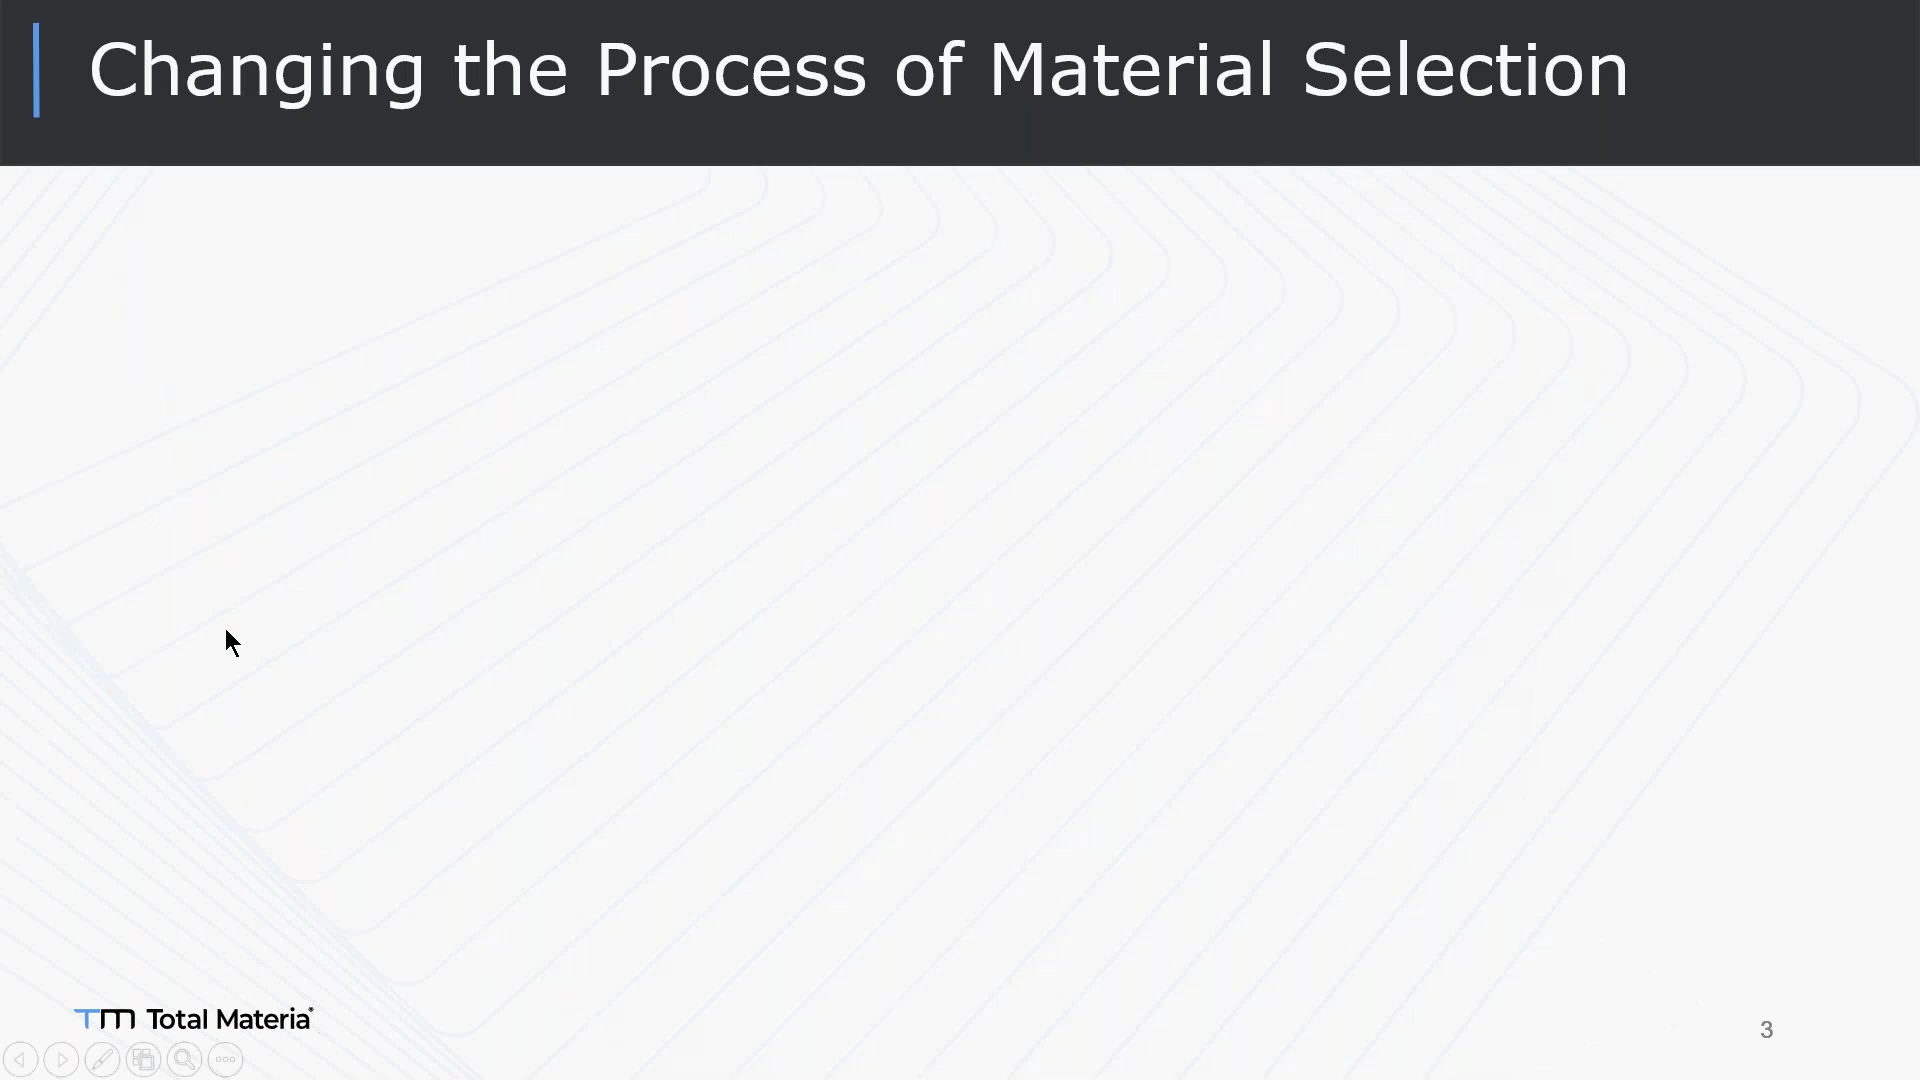 Changing the Process of Material Selection
TM Total Materia®
3